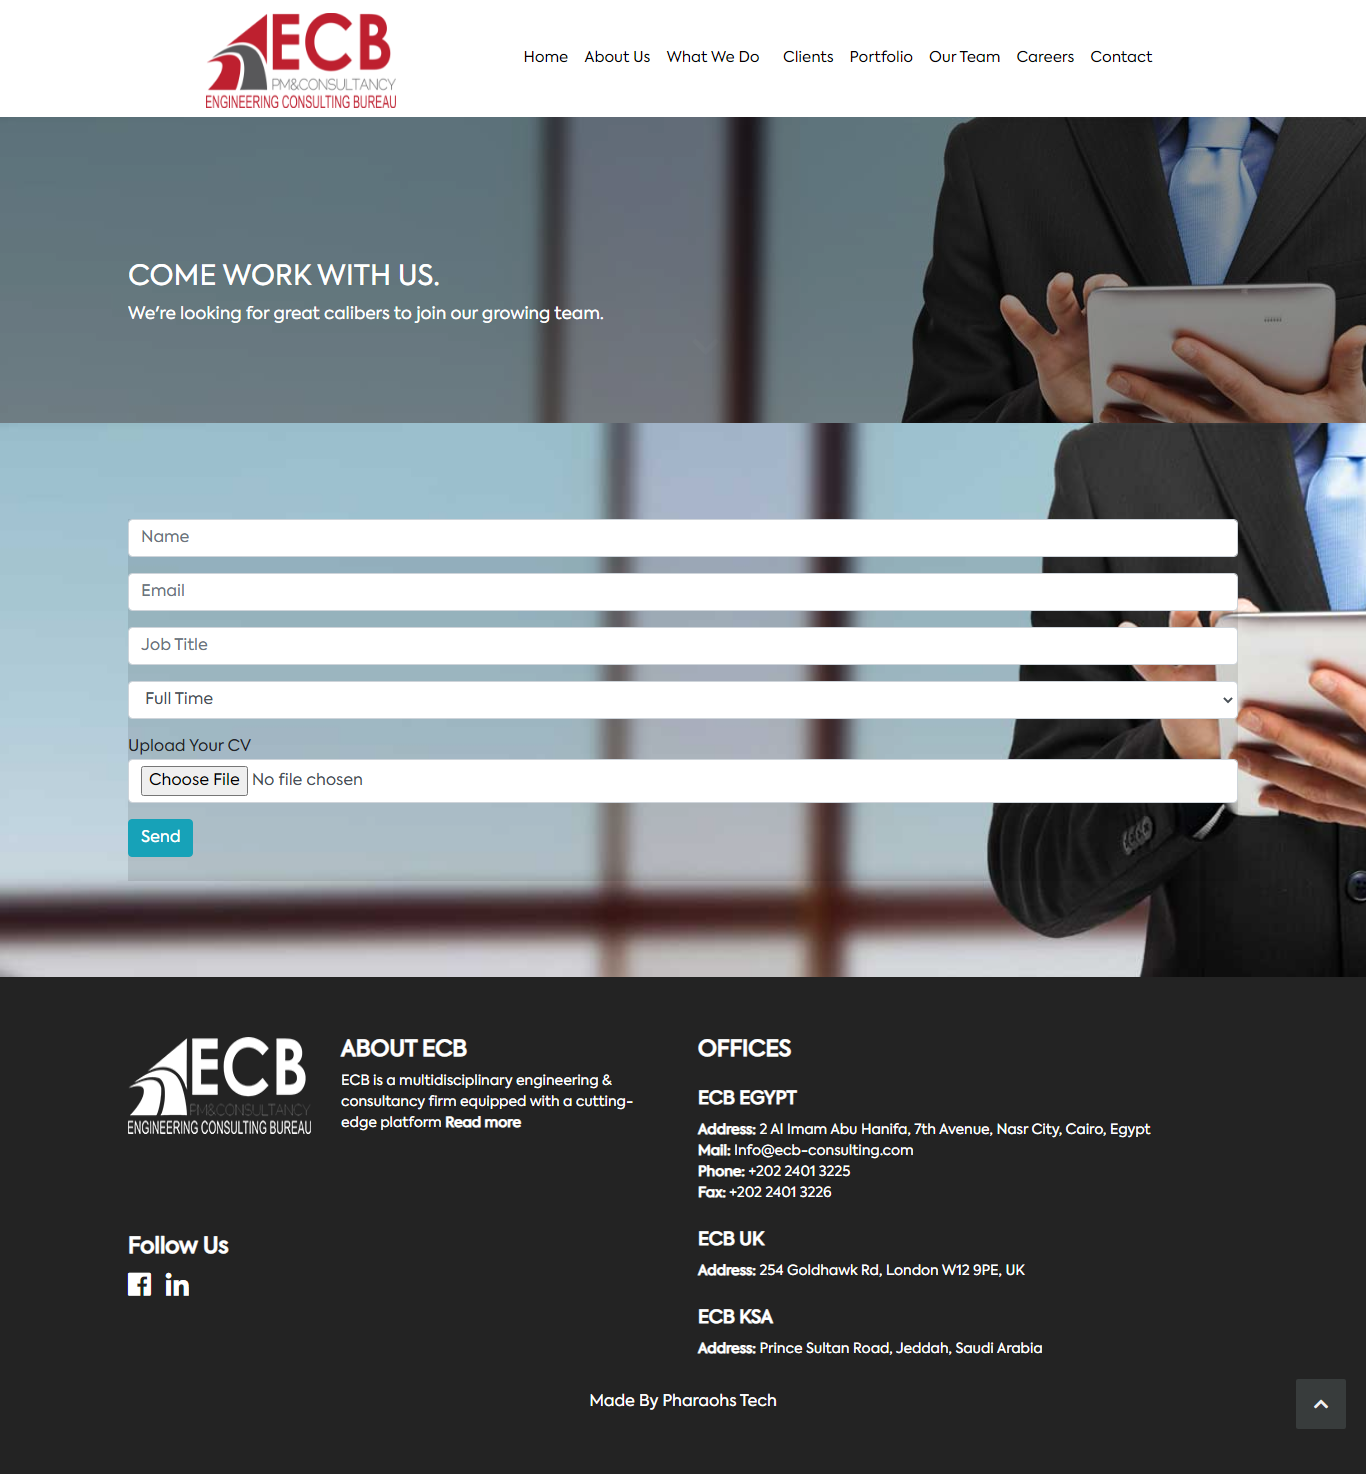 ECB
PM&CONSULTANCY
ENGINEERING CONSULTING BUREAU
Home About Us What We Do Clients Portfolio Our Team Careers Contact
COME WORK WITH US.
We're looking for great calibers to join our growing team.
Name
Email
Job Title
Full Time
Upload Your CV
Choose File No file chosen
Send
ECB
PM&CONSULTANCY
ENGINEERING CONSULTING BUREAU
ABOUT ECB
ECB is a multidisciplinary engineering &
consultancy firm equipped with a cutting-
edge platform Read more
Follow Us
OFFICES
ECB EGYPT
Address: 2 Al Imam Abu Hanifa, 7th Avenue, Nasr City, Cairo, Egypt
Mail: Info@ecb-consulting.com
Phone: +202 2401 3225
Fax: +202 2401 3226
ECB UK
Address: 254 Goldhawk Rd, London W12 9PE, UK
ECB KSA
Address: Prince Sultan Road, Jeddah, Saudi Arabia
Made By Pharaohs Tech